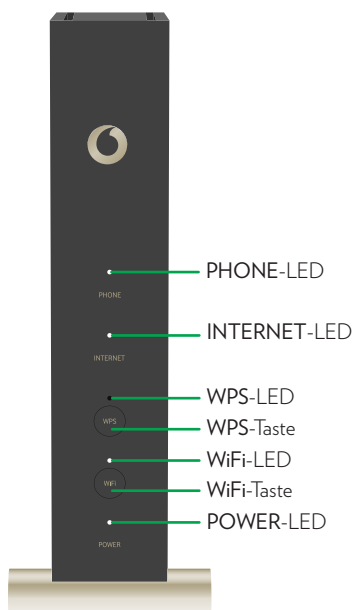 PHONE-LED
PHONE
INTERNET-LED
INTERNET
WPS-LED
WPS
WPS-Taste
WiFi-LED
WiFi
WiFi-Taste
POWER-LED
POWER